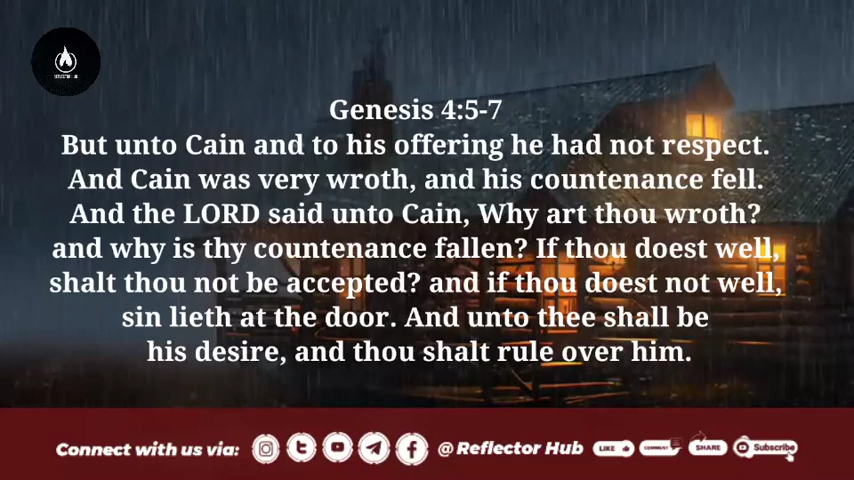 Genesis 4:5-7
But unto Cain and to his offering he had not respect.
And Cain was very wroth, and his countenance fell.
And the LORD said unto Cain, Why art thou wroth?
and why is thy countenance fallen? If thou doest well,
shalt thou not be accepted? and if thou doest not well,
sin lieth at the door. And unto thee shall be
his desire, and thou shalt rule over him.
Connect with us via: @Reflector Hub LIKE COMMENT SHARE Subscribe